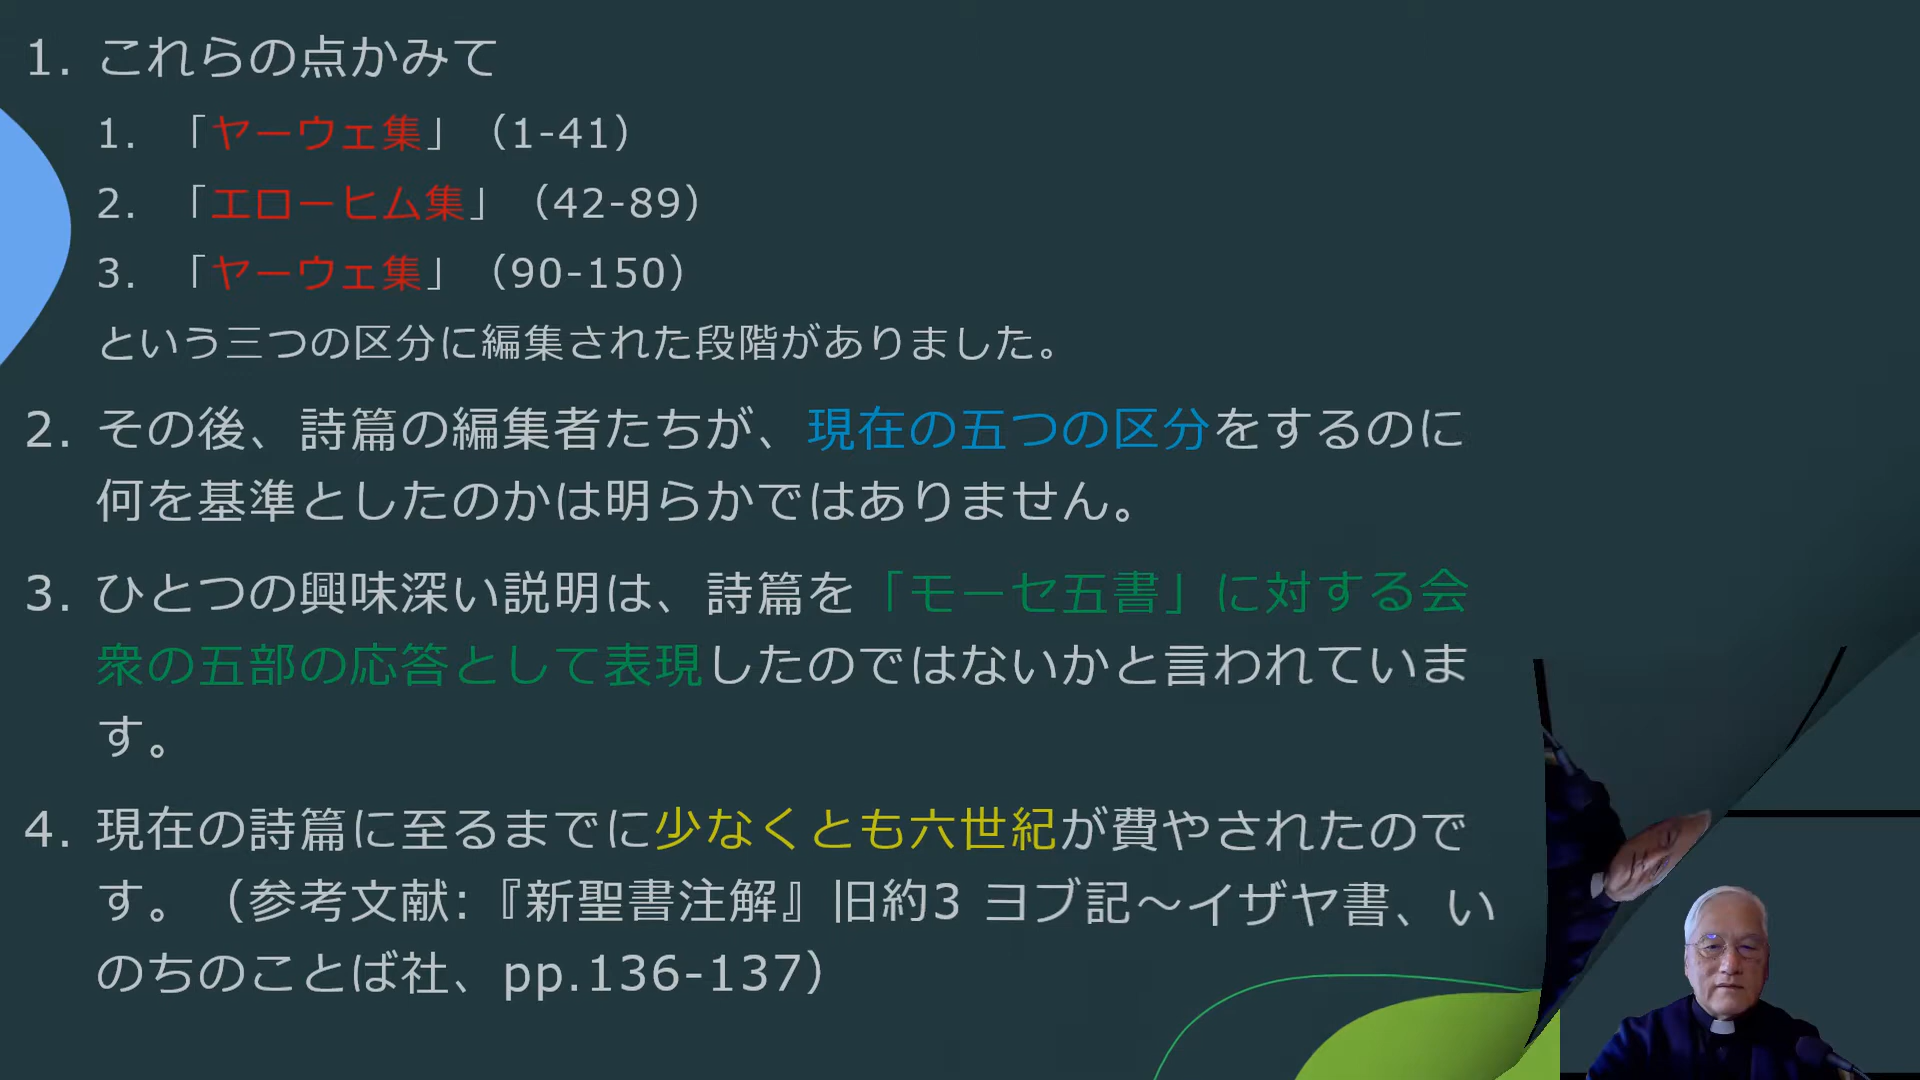 1. これらの点かみて
1. 「ヤーウェ集」（1-41）
2. 「エローヒム集」（42-89）
3. 「ヤーウェ集」（90-150）
という三つの区分に編集された段階がありました。
2. その後、詩篇の編集者たちが、現在の五つの区分をするのに
何を基準としたのかは明らかではありません。
3. ひとつの興味深い説明は、詩篇を「モーセ五書」に対する会
衆の五部の応答として表現したのではないかと言われていま
す。
4. 現在の詩篇に至るまでに少なくとも六世紀が費やされたので
す。（参考文献:『新聖書注解』旧約3 ヨブ記～イザヤ書、い
のちのことば社、pp.136-137）